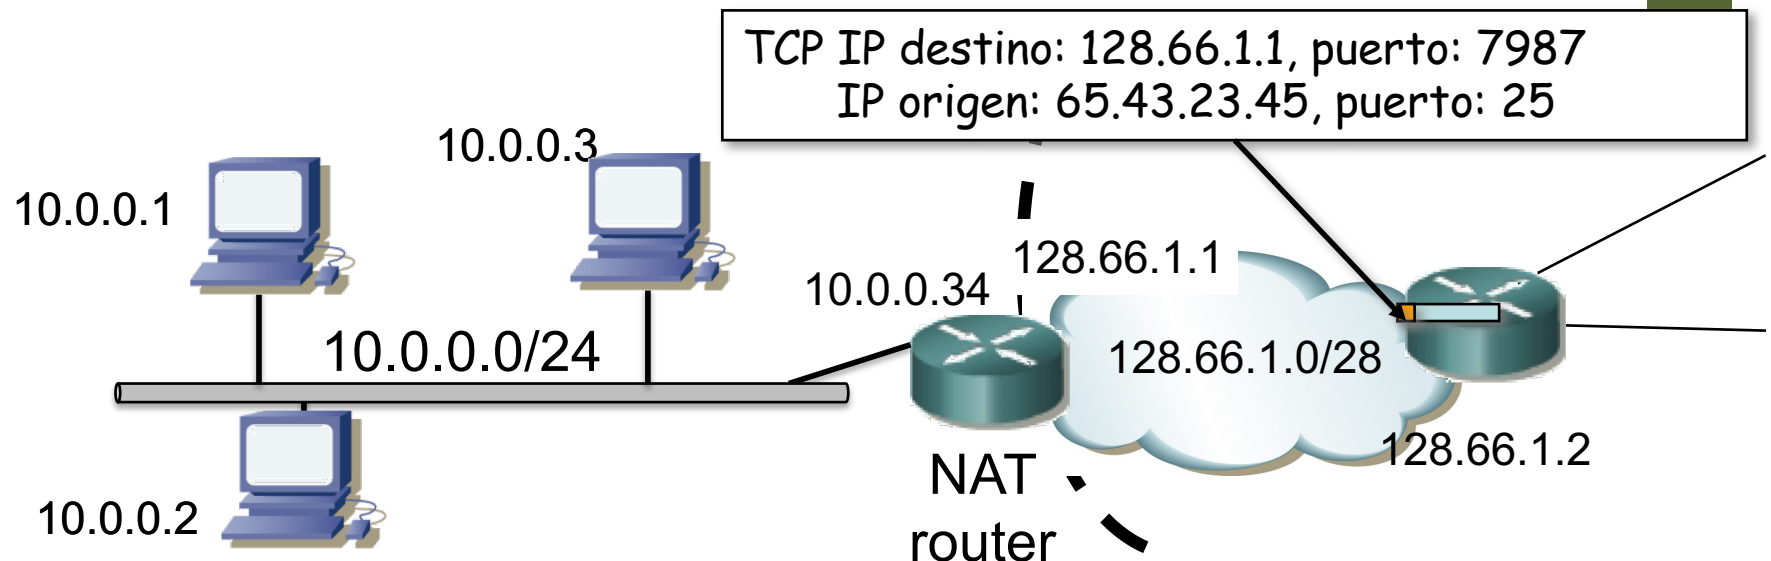 TCP IP destino: 128.66.1.1, puerto: 7987
IP origen: 65.43.23.45, puerto: 25
10.0.0.3
10.0.0.1
128.66.1.1
10.0.0.34
10.0.0.0/24
128.66.1.0/28
128.66.1.2
NAT
router
10.0.0.2